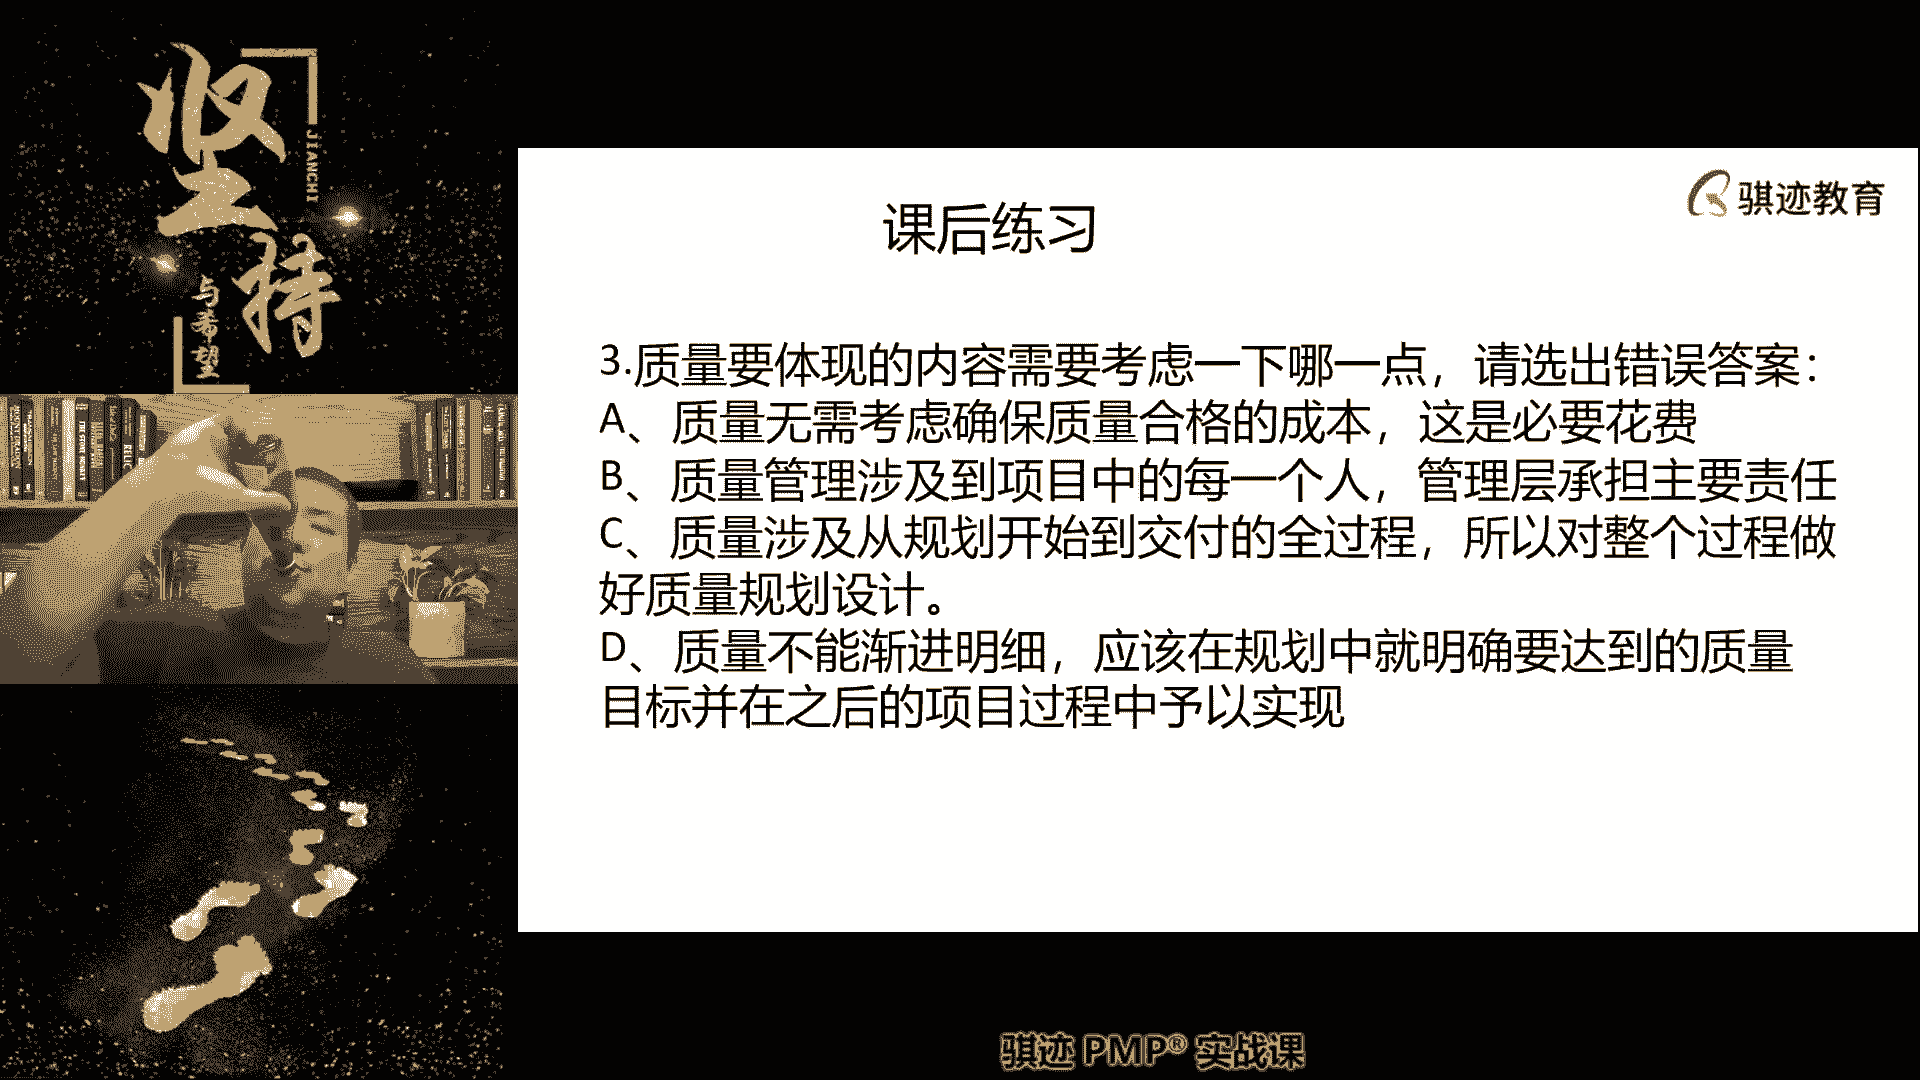 坚持
JIANCHI
与希望
骐迹教育
课后练习
3.质量要体现的内容需要考虑一下哪一点，请选出错误答案：
A、质量无需考虑确保质量合格的成本，这是必要花费
B、质量管理涉及到项目中的每一个人，管理层承担主要责任
C、质量涉及从规划开始到交付的全过程，所以对整个过程做
好质量规划设计。
D、质量不能渐进明细，应该在规划中就明确要达到的质量
目标并在之后的项目过程中予以实现
骐迹 PMP® 实战课